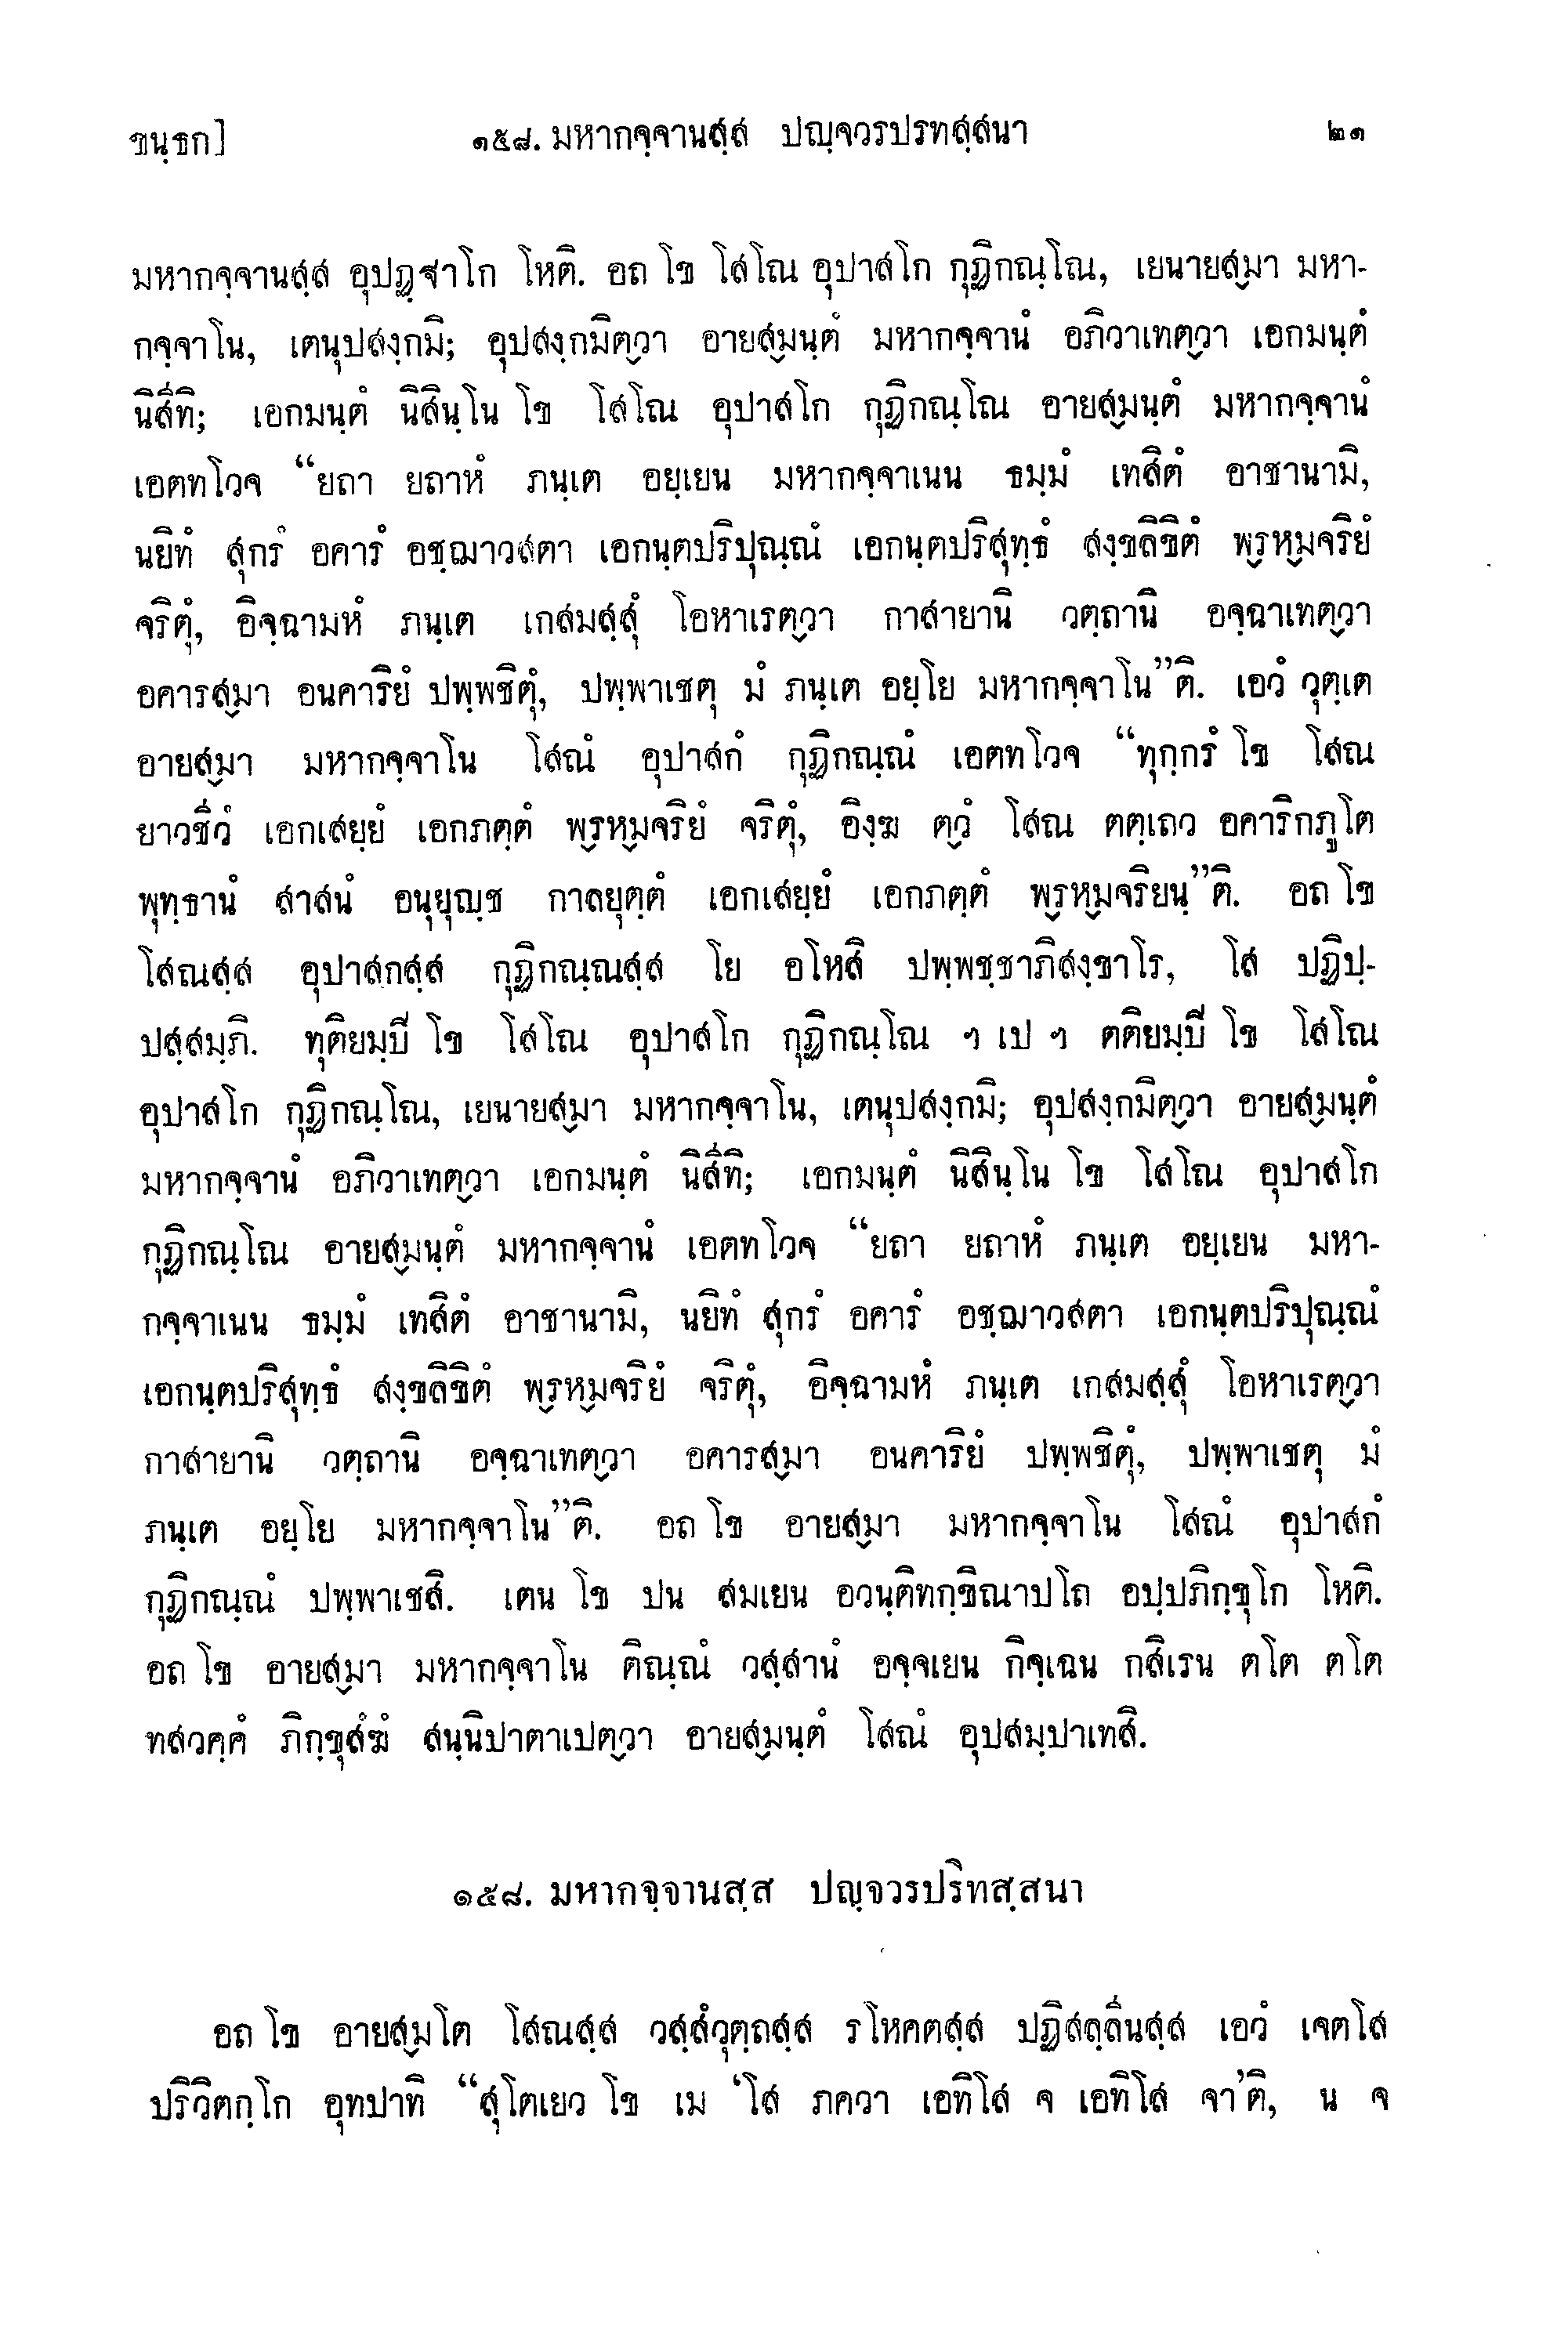 ขนฺธก]
๑๕๘. มหากจฺจานสฺส ปญฺจวรปรทสฺสนา
๒๑
มหากจฺจานสฺส อุปฏฺฐาโก โหติ. อถ โข โสโณ อุปาสโก กุฏิกณฺโณ, เยนายสฺมา มหา-
กจฺจาโน, เตนุปสงฺกมิ; อุปสงฺกมิตฺวา อายสฺมนฺตํ มหากจฺจานํ อภิวาเทตฺวา เอกมนฺตํ
นิสีทิ; เอกมนฺตํ นิสินฺโน โข โสโณ อุปาสโก กุฏิกณฺโณ อายสฺมนฺตํ มหากจฺจานํ
เอตทโวจ “ยถา ยถาหํ ภนฺเต อยฺเยน มหากจฺจาเนน ธมฺมํ เทสิตํ อาชานามิ,
นยิทํ สุกรํ อคารํ อชฺฌาวสตา เอกนฺตปริปุณฺณํ เอกนฺตปริสุทฺธํ สงฺขลิขิตํ พฺรหฺมจริยํ
จริตุํ, อิจฺฉามหํ ภนฺเต เกสมสฺสุํ โอหาเรตฺวา กาสายานิ วตฺถานิ อจฺฉาเทตฺวา
อคารสฺมา อนคาริยํ ปพฺพชิตุํ, ปพฺพาเชตุ มํ ภนฺเต อยฺโย มหากจฺจาโน”ติ. เอวํ วุตฺเต
อายสฺมา มหากจฺจาโน โสณํ อุปาสกํ กุฏิกณฺณํ เอตทโวจ “ทุกฺกรํ โข โสณ
ยาวชีวํ เอกเสยฺยํ เอกภตฺตํ พฺรหฺมจริยํ จริตุํ, อิงฺฆ ตฺวํ โสณ ตตฺเถว อคาริกภูโต
พุทฺธานํ สาสนํ อนุยุญฺช กาลยุตฺตํ เอกเสยฺยํ เอกภตฺตํ พฺรหฺมจริยนฺ”ติ. อถ โข
โสณสฺส อุปาสกสฺส กุฏิกณฺณสฺส โย อโหสิ ปพฺพชฺชาภิสงฺขาโร, โส ปฏิปฺ-
ปสฺสมฺภิ. ทุติยมฺปิ โข โสโณ อุปาสโก กุฏิกณฺโณ ฯ เป ฯ ตติยมฺปิ โข โสโณ
อุปาสโก กุฏิกณฺโณ, เยนายสฺมา มหากจฺจาโน, เตนุปสงฺกมิ; อุปสงฺกมิตฺวา อายสฺมนฺตํ
มหากจฺจานํ อภิวาเทตฺวา เอกมนฺตํ นิสีทิ; เอกมนฺตํ นิสินฺโน โข โสโณ อุปาสโก
กุฏิกณฺโณ อายสฺมนฺตํ มหากจฺจานํ เอตทโวจ “ยถา ยถาหํ ภนฺเต อยฺเยน มหา-
กจฺจาเนน ธมฺมํ เทสิตํ อาชานามิ, นยิทํ สุกรํ อคารํ อชฺฌาวสตา เอกนฺตปริปุณฺณํ
เอกนฺตปริสุทฺธํ สงฺขลิขิตํ พฺรหฺมจริยํ จริตุํ, อิจฺฉามหํ ภนฺเต เกสมสฺสุํ โอหาเรตฺวา
กาสายานิ วตฺถานิ อจฺฉาเทตฺวา อคารสฺมา อนคาริยํ ปพฺพชิตุํ, ปพฺพาเชตุ มํ
ภนฺเต อยฺโย มหากจฺจาโน”ติ. อถ โข อายสฺมา มหากจฺจาโน โสณํ อุปาสกํ
กุฏิกณฺณํ ปพฺพาเชสิ. เตน โข ปน สมเยน อวนฺติทกฺขิณาปโถ อปฺปภิกฺขุโก โหติ.
อถ โข อายสฺมา มหากจฺจาโน ติณฺณํ วสฺสานํ อจฺจเยน กิจฺเฉน กสิเรน ตโต ตโต
ทสวคฺคํ ภิกฺขุสํฆํ สนฺนิปาตาเปตฺวา อายสฺมนฺตํ โสณํ อุปสมฺปาเทสิ.
๑๕๘. มหากจฺจานสฺส ปญฺจวรปริทสฺสนา
อถ โข อายสฺมโต โสณสฺส วสฺสํวุตฺถสฺส รโหคตสฺส ปฏิสลฺลีนสฺส เอวํ เจตโส
ปริวิตกฺโก อุทปาทิ “สุโตเยว โข เม ‘โส ภควา เอทิโส จ เอทิโส จา’ติ, น จ